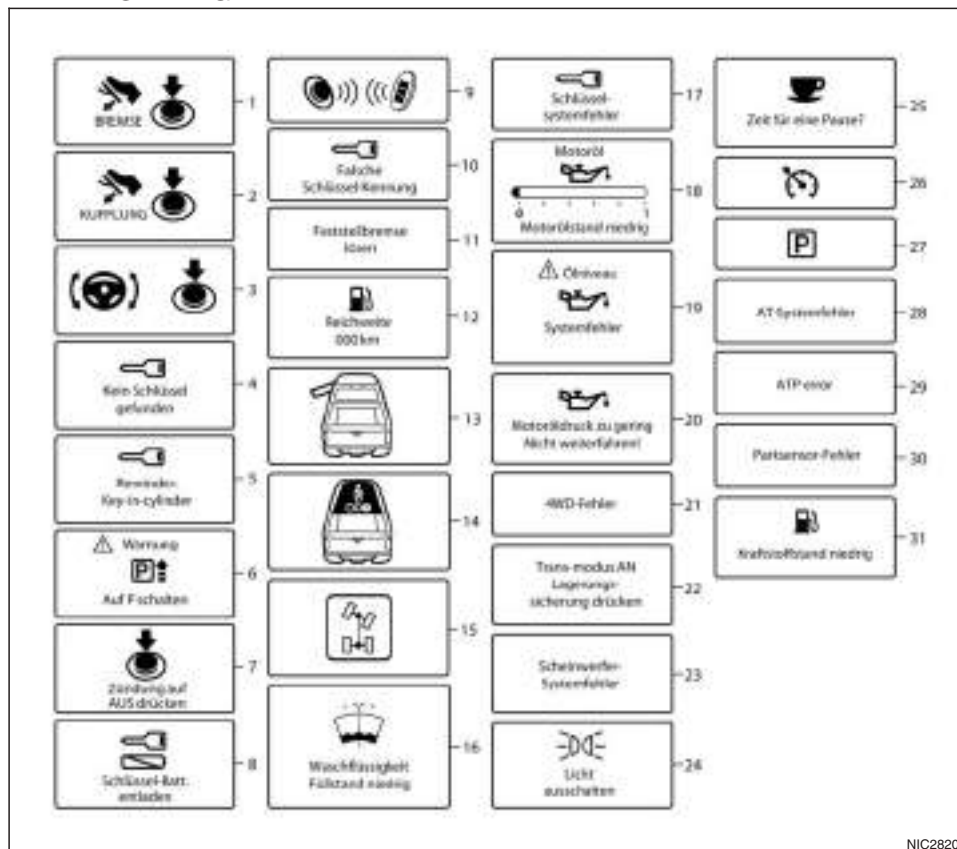 BREMSE
1
KUPPLUNG
2
3
Kein Schlüssel
gefunden
4
Key-in-cylinder
5
Warnung
P
Auf P schalten
6
Zündung auf
AUS drücken
7
Schlüssel-Batt.
entladen
8
9
Falsche
Schlüssel-Kennung
10
Feststellbremse
lösen
11
Reichweite
000 km
12
13
14
15
Waschflüssigkeit
Füllstand niedrig
16
Schlüssel-
systemfehler
17
Motoröl
0 1
Motorölstand niedrig
18
Ölniveau
Systemfehler
19
Motoröldruck zu gering
Nicht weiterfahren!
20
4WD-Fehler
21
Trans-modus AN
Lagerungs-
sicherung drücken
22
Scheinwerfer-
Systemfehler
23
Licht
ausschalten
24
Zeit für eine Pause?
25
26
P
27
AT-Systemfehler
28
ATP error
29
30
Kraftstoffstand niedrig
31
NIC2820